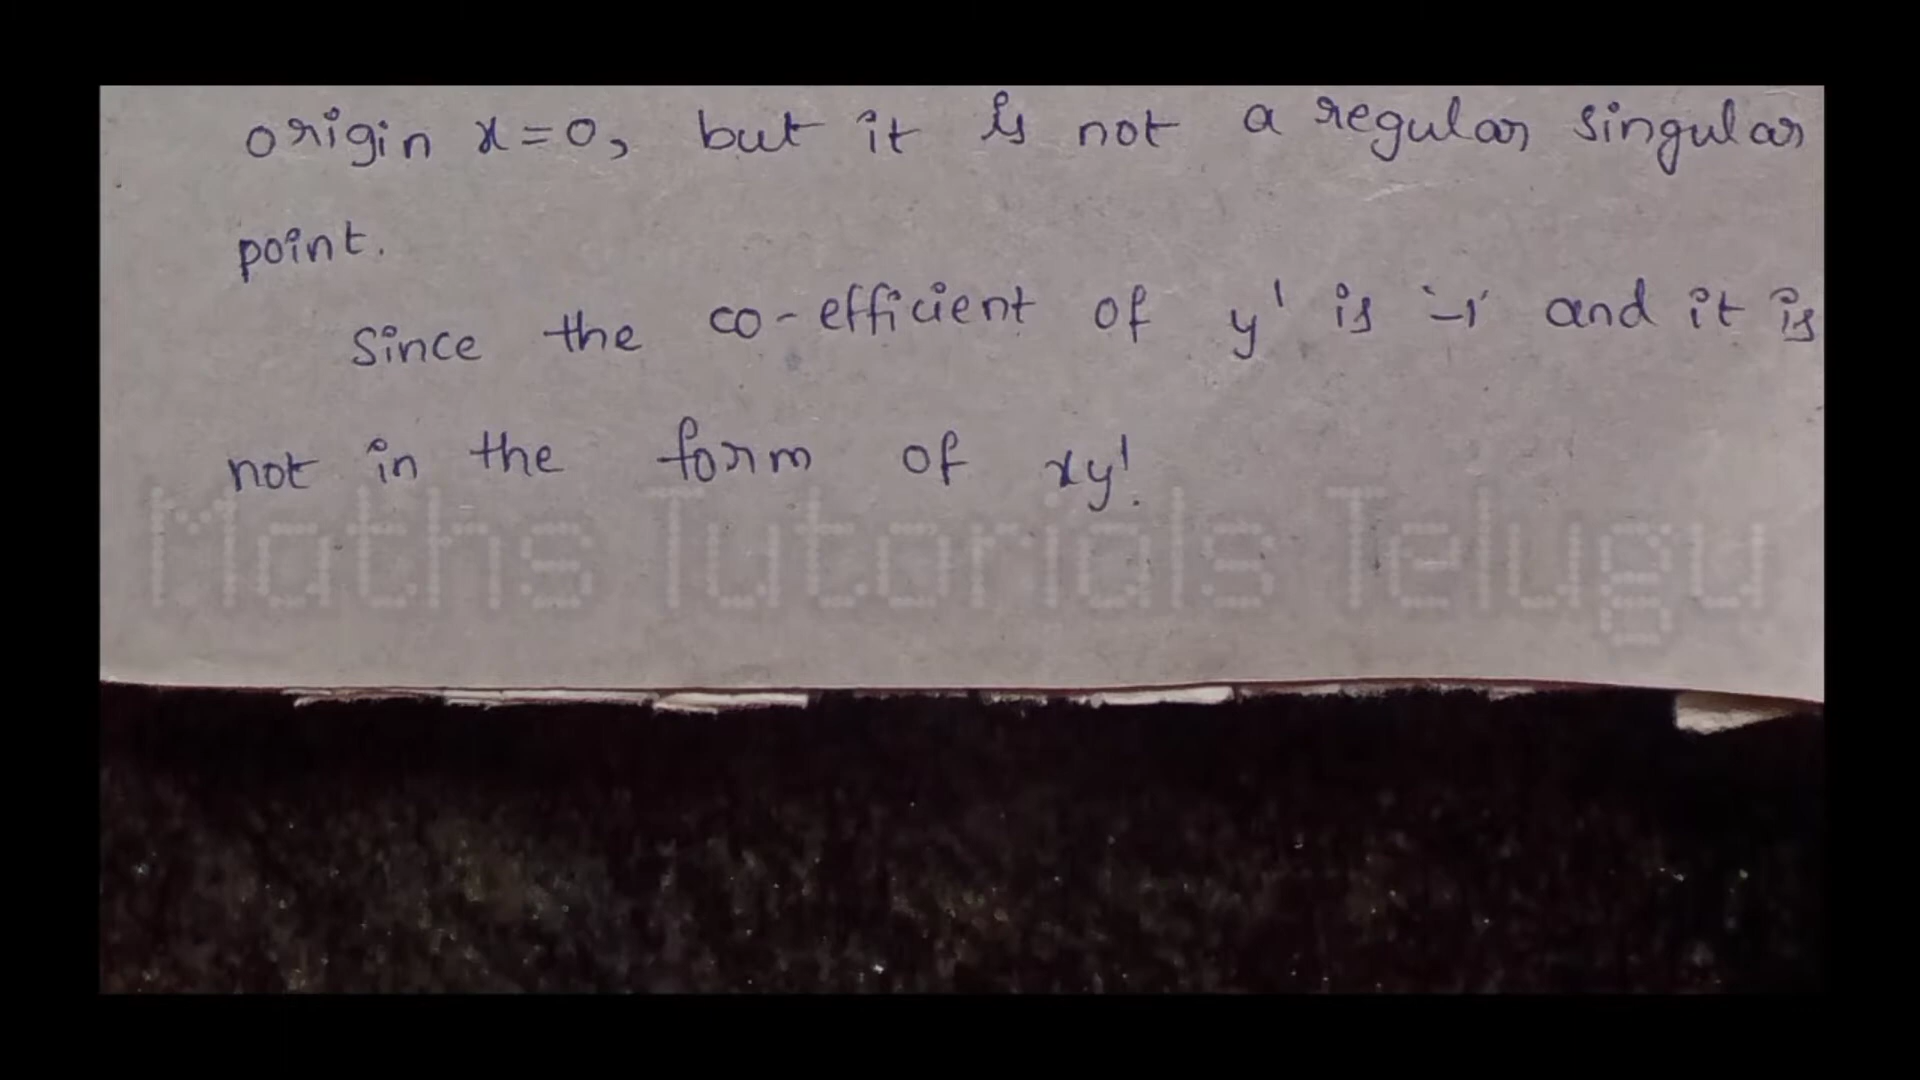 origin x=0, but it is not a regular singular
point.
Since the co-efficient of y' is '-1' and it is
not in the form of xy'.
Maths Tutorials Telugu